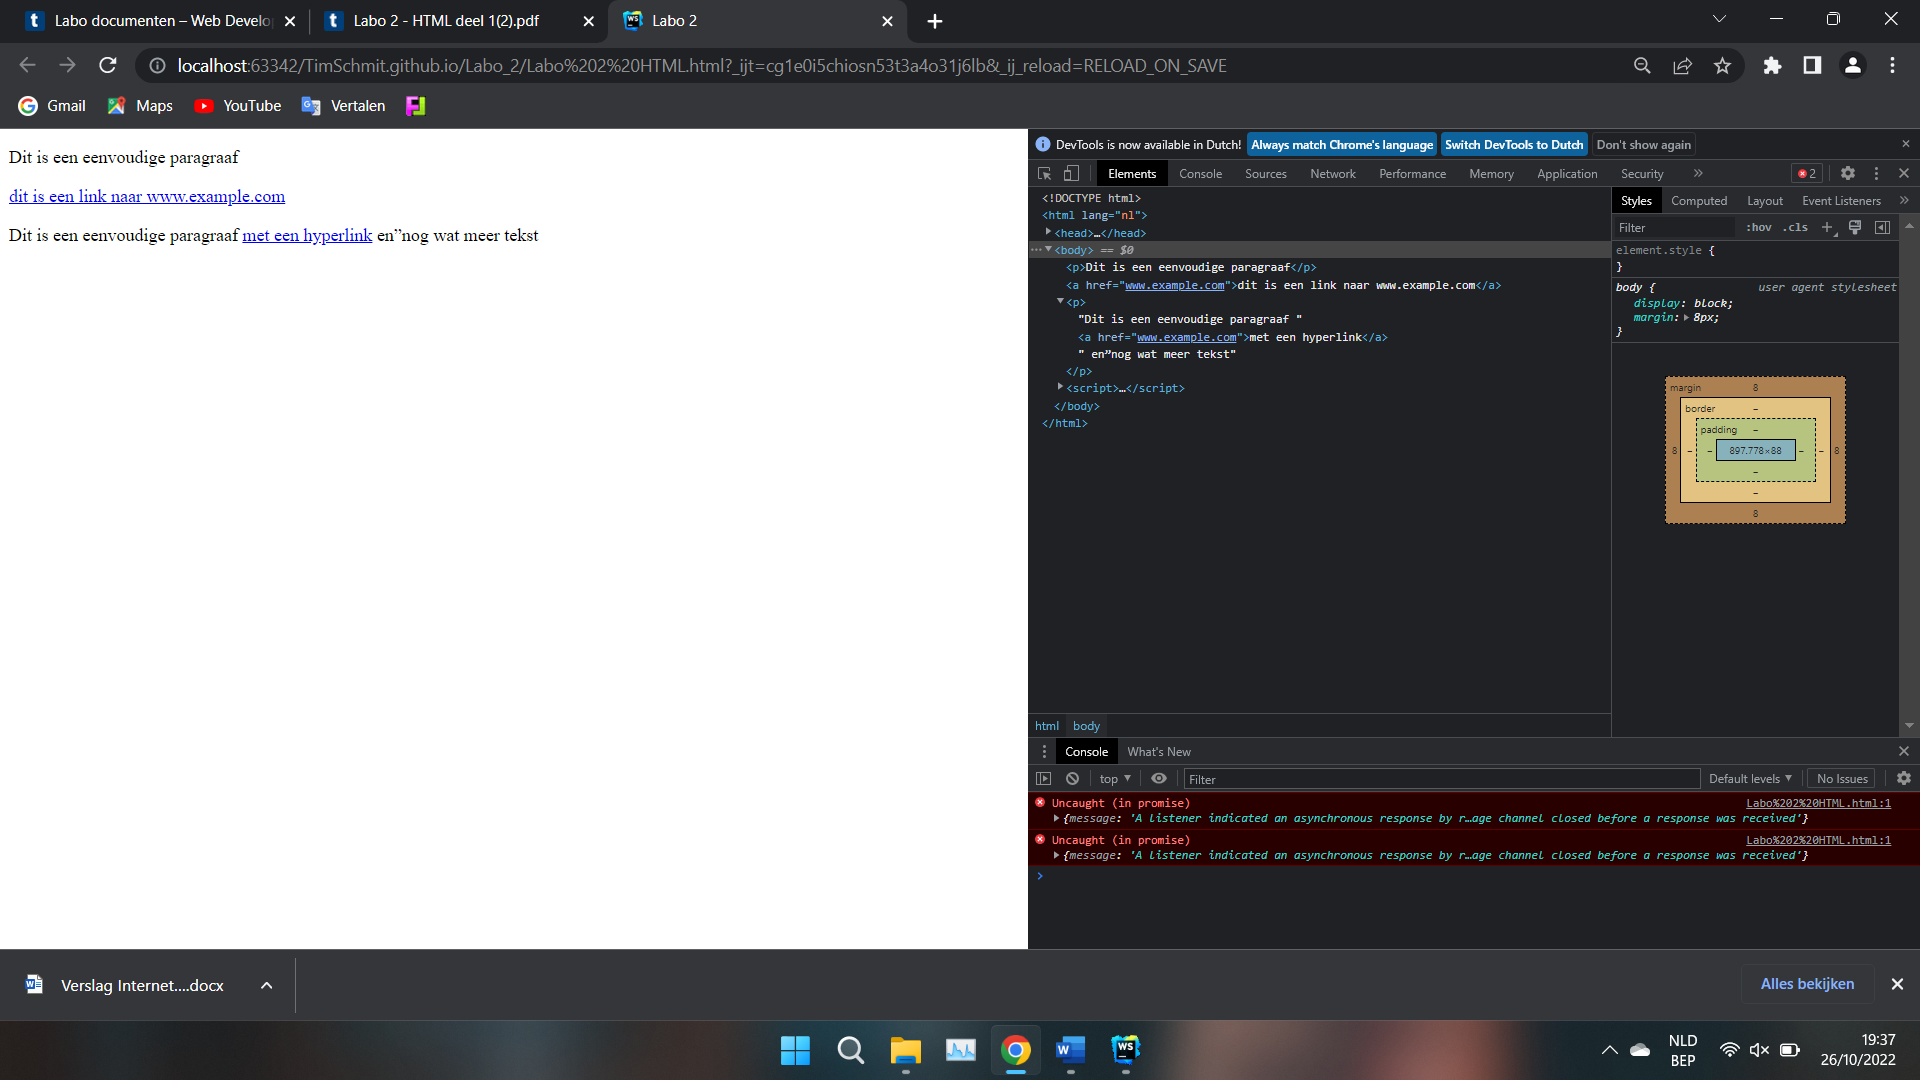 Labo documenten – Web Develo
Labo 2 - HTML deel 1(2).pdf
Labo 2
localhost:63342/TimSchmit.github.io/Labo_2/Labo%202%20HTML.html?_ijt=cg1e0i5chiosn53t3a4o31j6lb&_ij_reload=RELOAD_ON_SAVE
Gmail
Maps
YouTube
Vertalen
Dit is een eenvoudige paragraaf
dit is een link naar www.example.com
Dit is een eenvoudige paragraaf met een hyperlink en”nog wat meer tekst
DevTools is now available in Dutch! Always match Chrome's language Switch DevTools to Dutch Don't show again
Elements Console Sources Network Performance Memory Application Security » 2
<!DOCTYPE html>
<html lang="nl">
<head>…</head>
<body> == $0
<p>Dit is een eenvoudige paragraaf</p>
<a href="www.example.com">dit is een link naar www.example.com</a>
<p>
"Dit is een eenvoudige paragraaf "
<a href="www.example.com">met een hyperlink</a>
" en”nog wat meer tekst"
</p>
<script>…</script>
</body>
</html>
html body
Styles Computed Layout Event Listeners »
Filter :hov .cls +
element.style {
}
body { user agent stylesheet
display: block;
margin: 8px;
}
margin 8
border –
padding –
8 – – 897.778×88 – – 8
–
–
8
Console What's New
top Filter Default levels No Issues
Uncaught (in promise) Labo%202%20HTML.html:1
{message: 'A listener indicated an asynchronous response by r…age channel closed before a response was received'}
Uncaught (in promise) Labo%202%20HTML.html:1
{message: 'A listener indicated an asynchronous response by r…age channel closed before a response was received'}
Verslag Internet....docx
Alles bekijken
NLD
BEP
19:37
26/10/2022